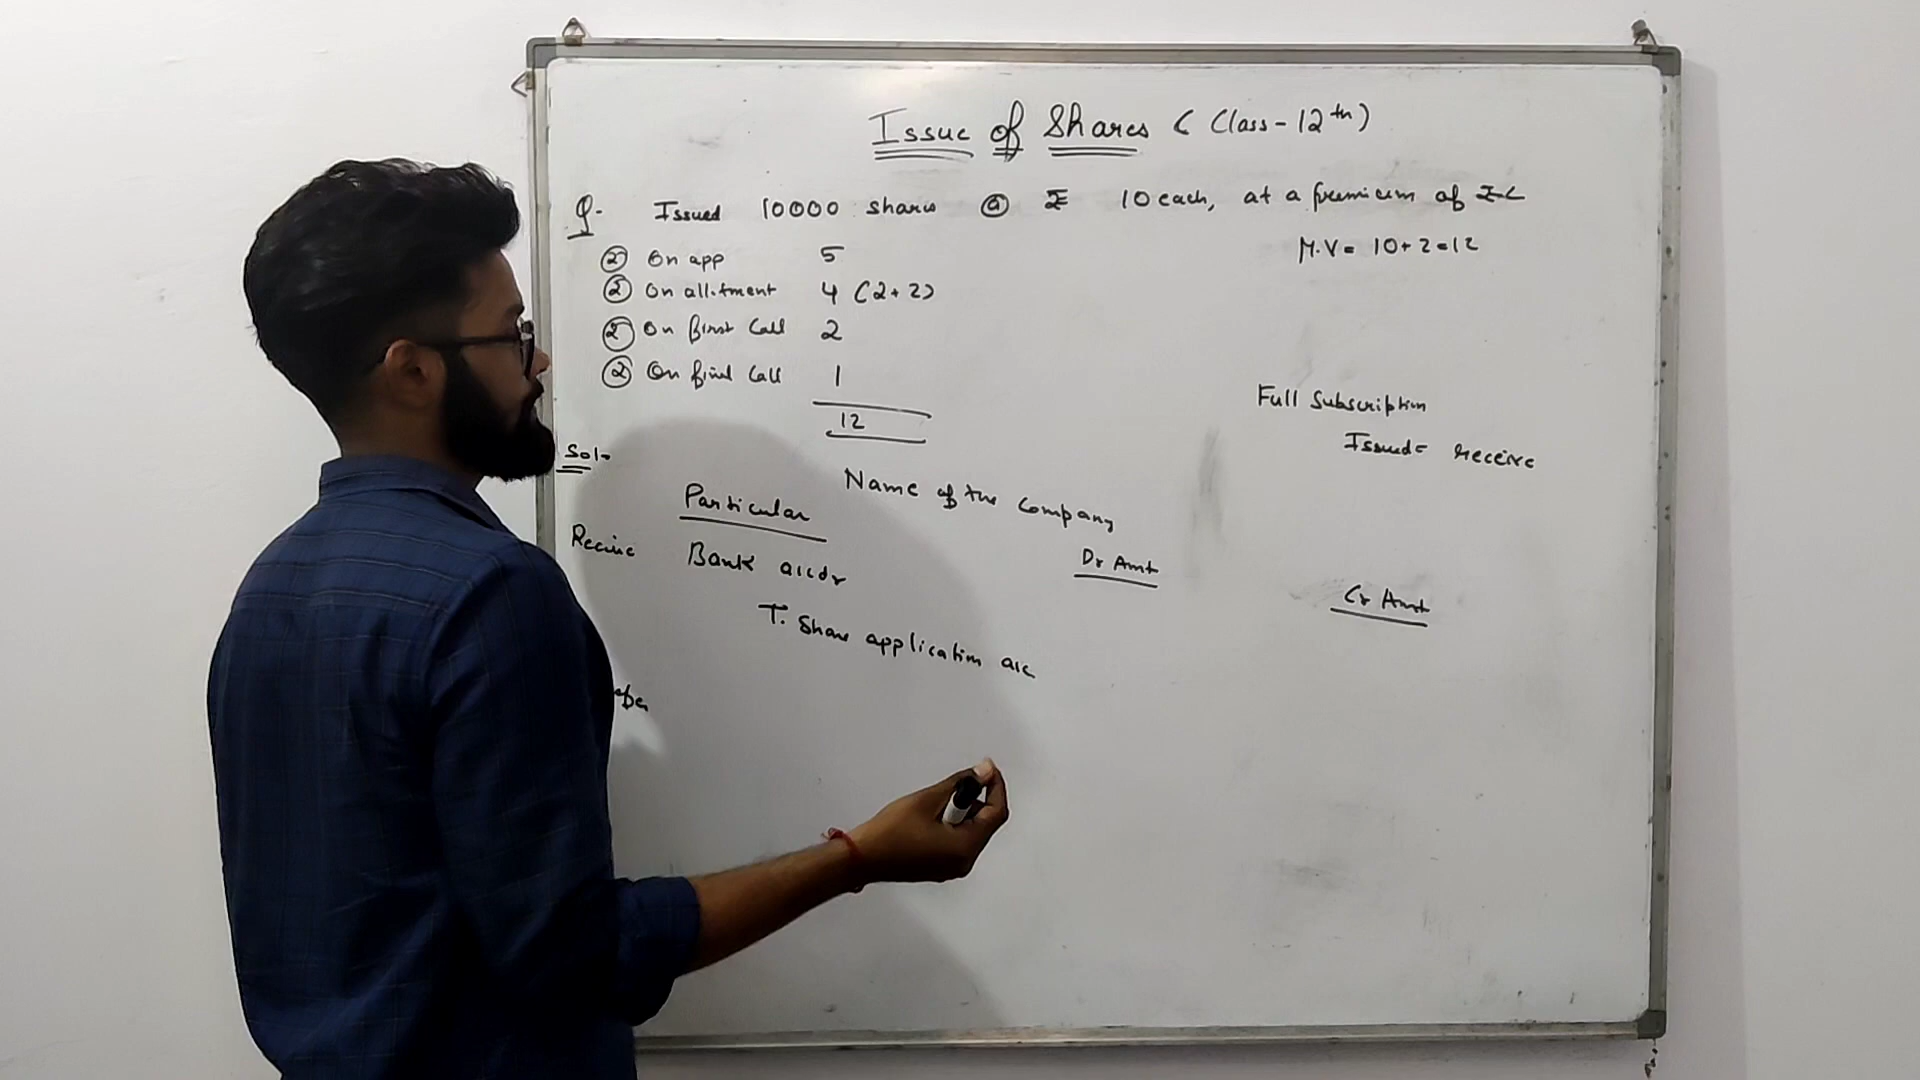 Issue of Shares (Class-12th)
Q- Issued 10000 shares @ ₹ 10 each, at a premium of ₹ 2
M.V = 10+2=12
② On app 5
② On allotment 4 (2+2)
② On first Call 2
② On final Call 1
12
Full Subscription
Issued= receive
Sol-
Name of the Company
Particular
Dr Amt
Cr Amt
Receive Bank a/c dr
T. Share application a/c